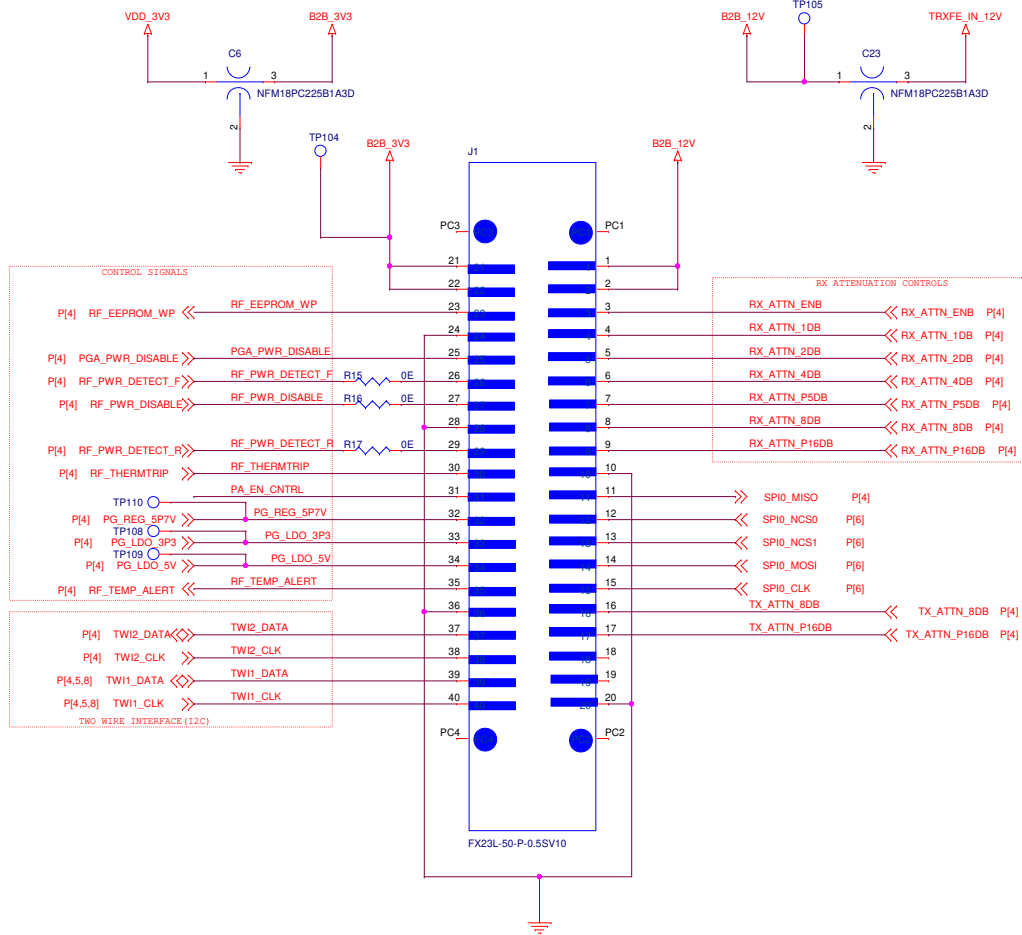 VDD_3V3 B2B_3V3 B2B_12V TP105 TRXFE_IN_12V
C6 C23
1 3 1 3
NFM18PC225B1A3D NFM18PC225B1A3D
2 2
TP104 B2B_3V3 J1 B2B_12V
PC3 PC1
CONTROL SIGNALS 21 1
22 2 RX ATTENUATION CONTROLS
P[4] RF_EEPROM_WP RF_EEPROM_WP 23 3 RX_ATTN_ENB RX_ATTN_ENB P[4]
24 4 RX_ATTN_1DB RX_ATTN_1DB P[4]
P[4] PGA_PWR_DISABLE PGA_PWR_DISABLE 25 5 RX_ATTN_2DB RX_ATTN_2DB P[4]
P[4] RF_PWR_DETECT_F RF_PWR_DETECT_F R15 0E 26 6 RX_ATTN_4DB RX_ATTN_4DB P[4]
P[4] RF_PWR_DISABLE RF_PWR_DISABLE R16 0E 27 7 RX_ATTN_P5DB RX_ATTN_P5DB P[4]
28 8 RX_ATTN_8DB RX_ATTN_8DB P[4]
P[4] RF_PWR_DETECT_R RF_PWR_DETECT_R R17 0E 29 9 RX_ATTN_P16DB RX_ATTN_P16DB P[4]
P[4] RF_THERMTRIP RF_THERMTRIP 30 10
PA_EN_CNTRL 31 11 SPI0_MISO P[4]
TP110
P[4] PG_REG_5P7V PG_REG_5P7V 32 12 SPI0_NCS0 P[6]
TP108
P[4] PG_LDO_3P3 PG_LDO_3P3 33 13 SPI0_NCS1 P[6]
TP109
P[4] PG_LDO_5V PG_LDO_5V 34 14 SPI0_MOSI P[6]
P[4] RF_TEMP_ALERT RF_TEMP_ALERT 35 15 SPI0_CLK P[6]
36 16 TX_ATTN_8DB TX_ATTN_8DB P[4]
P[4] TWI2_DATA TWI2_DATA 37 17 TX_ATTN_P16DB TX_ATTN_P16DB P[4]
P[4] TWI2_CLK TWI2_CLK 38 18
P[4,5,8] TWI1_DATA TWI1_DATA 39 19
P[4,5,8] TWI1_CLK TWI1_CLK 40 20
TWO WIRE INTERFACE(I2C)
PC4 PC2
FX23L-50-P-0.5SV10